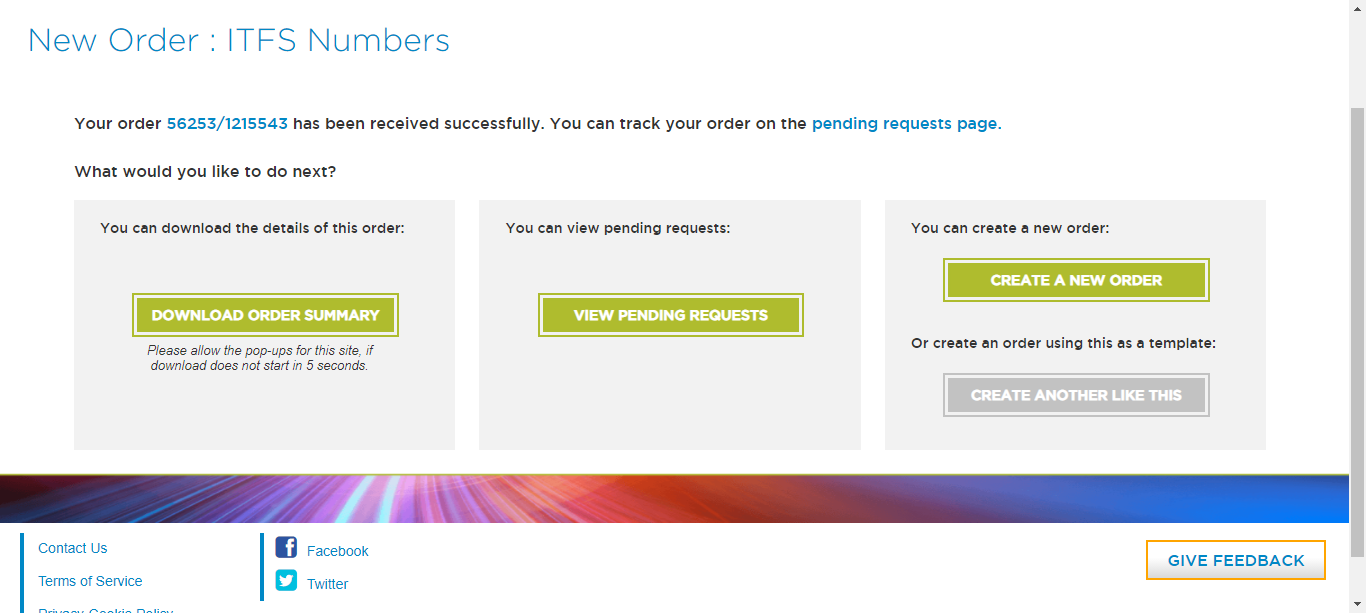 New Order : ITFS Numbers
Your order 56253/1215543 has been received successfully. You can track your order on the pending requests page.
What would you like to do next?
You can download the details of this order:
DOWNLOAD ORDER SUMMARY
Please allow the pop-ups for this site, if
download does not start in 5 seconds.
You can view pending requests:
VIEW PENDING REQUESTS
You can create a new order:
CREATE A NEW ORDER
Or create an order using this as a template:
CREATE ANOTHER LIKE THIS
Contact Us
Terms of Service
Privacy Cookie Policy
Facebook
Twitter
GIVE FEEDBACK